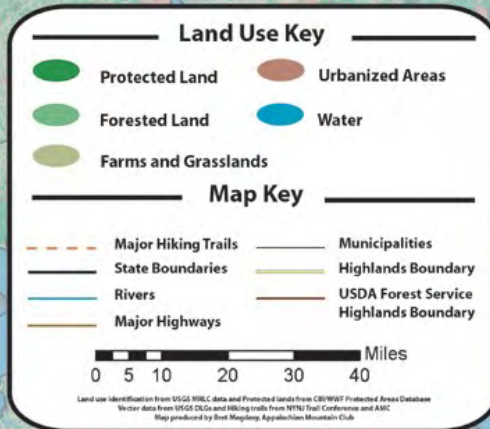 Land Use Key
Protected Land
Urbanized Areas
Forested Land
Water
Farms and Grasslands
Map Key
Major Hiking Trails
Municipalities
State Boundaries
Highlands Boundary
Rivers
USDA Forest Service
Highlands Boundary
Major Highways
Miles
0 5 10 20 30 40
Land use identification from USGS MRLC data and Protected lands from CBI/WWF Protected Areas Database
Vector data from USGS DLGs and Hiking trails from NYNJ Trail Conference and AMC
Map produced by Bret Magdasy, Appalachian Mountain Club